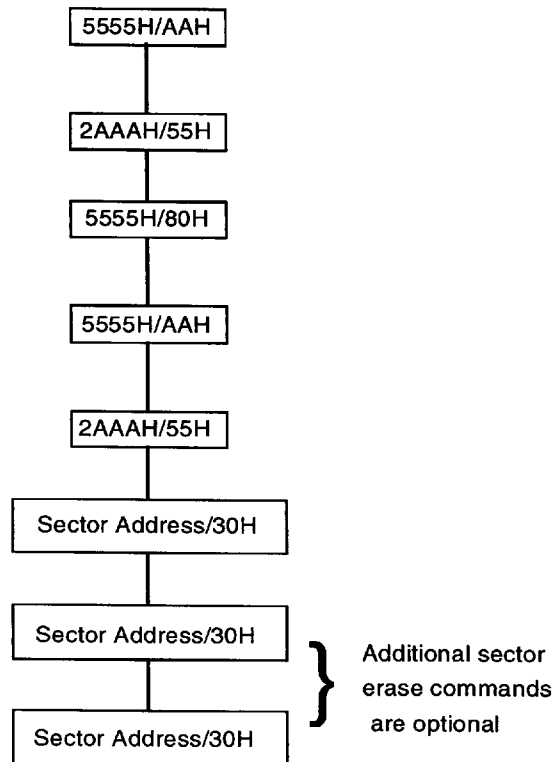 5555H/AAH
2AAAH/55H
5555H/80H
5555H/AAH
2AAAH/55H
Sector Address/30H
Sector Address/30H
Additional sector
erase commands
are optional
Sector Address/30H